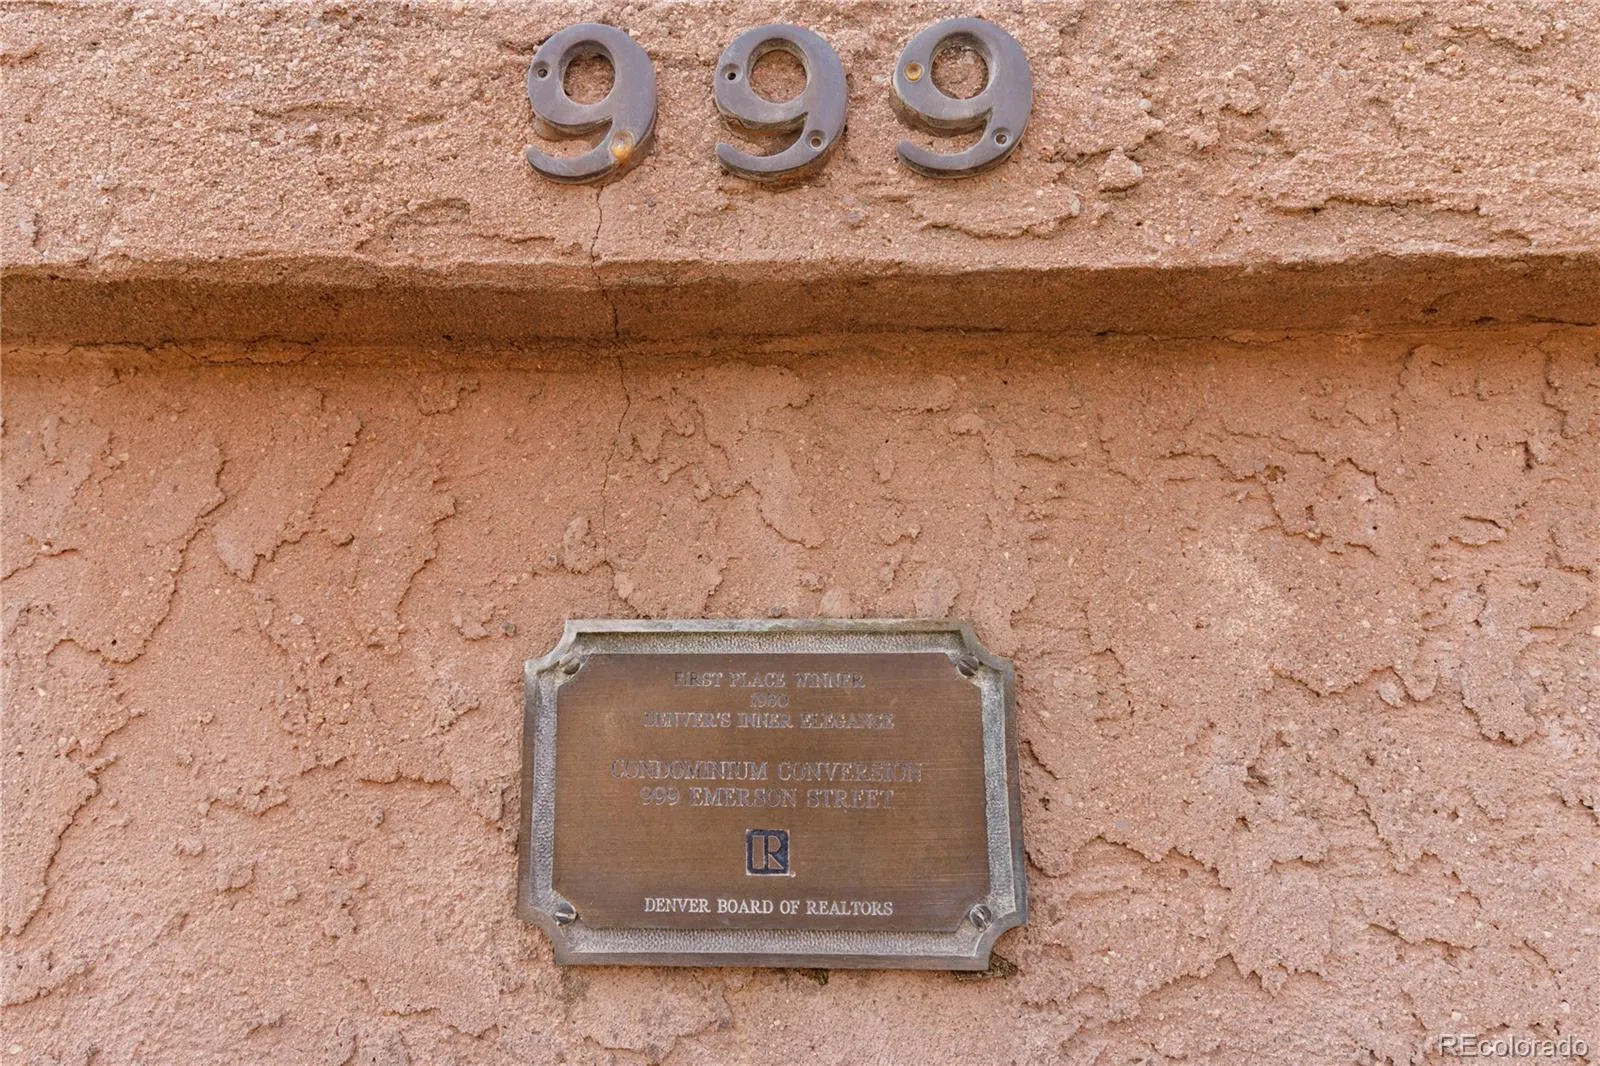 999
FIRST PLACE WINNER
1980
DENVER'S INNER ELEGANCE
CONDOMINIUM CONVERSION
999 EMERSON STREET
R
DENVER BOARD OF REALTORS
REcolorado